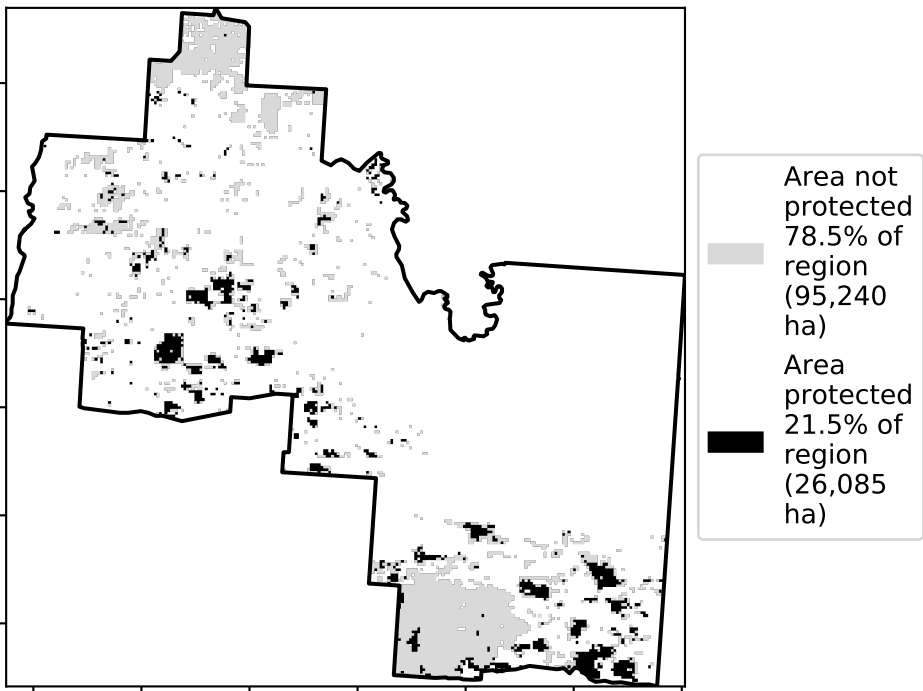 Area not
protected
78.5% of
region
(95,240
ha)
Area
protected
21.5% of
region
(26,085
ha)